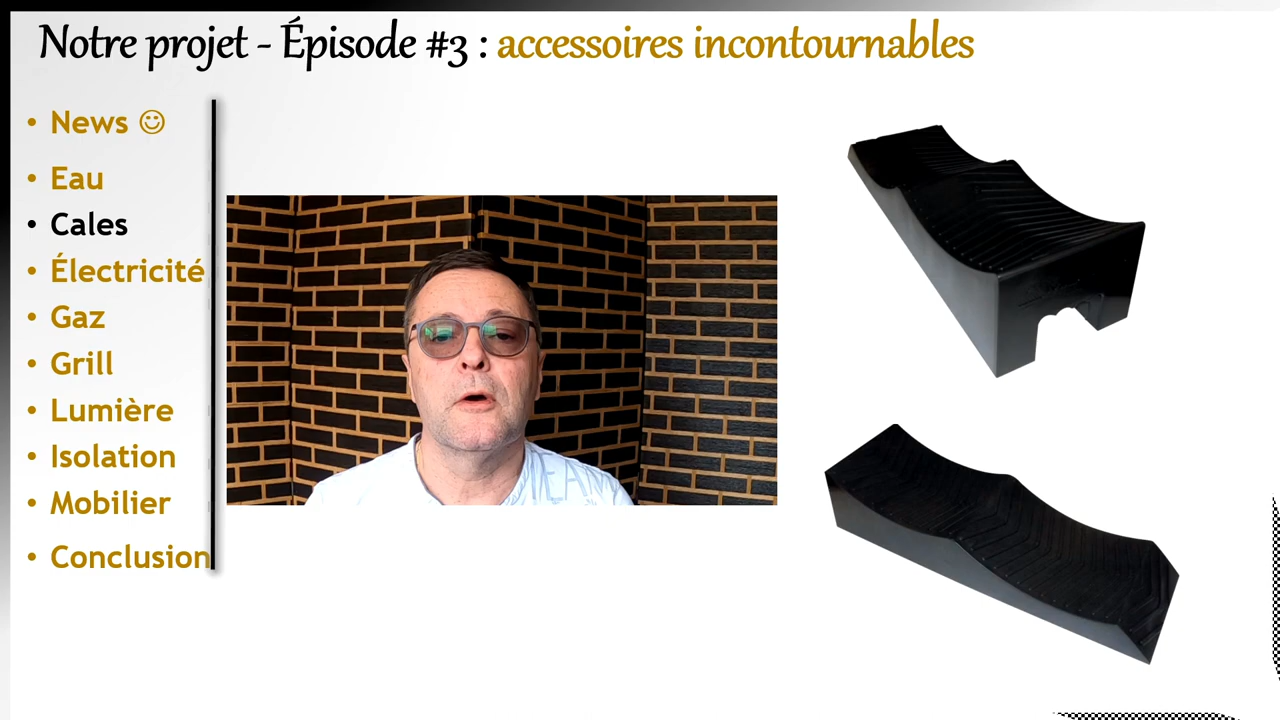 Notre projet - Épisode #3 : accessoires incontournables
• News ☺
• Eau
• Cales
• Électricité
• Gaz
• Grill
• Lumière
• Isolation
• Mobilier
• Conclusion